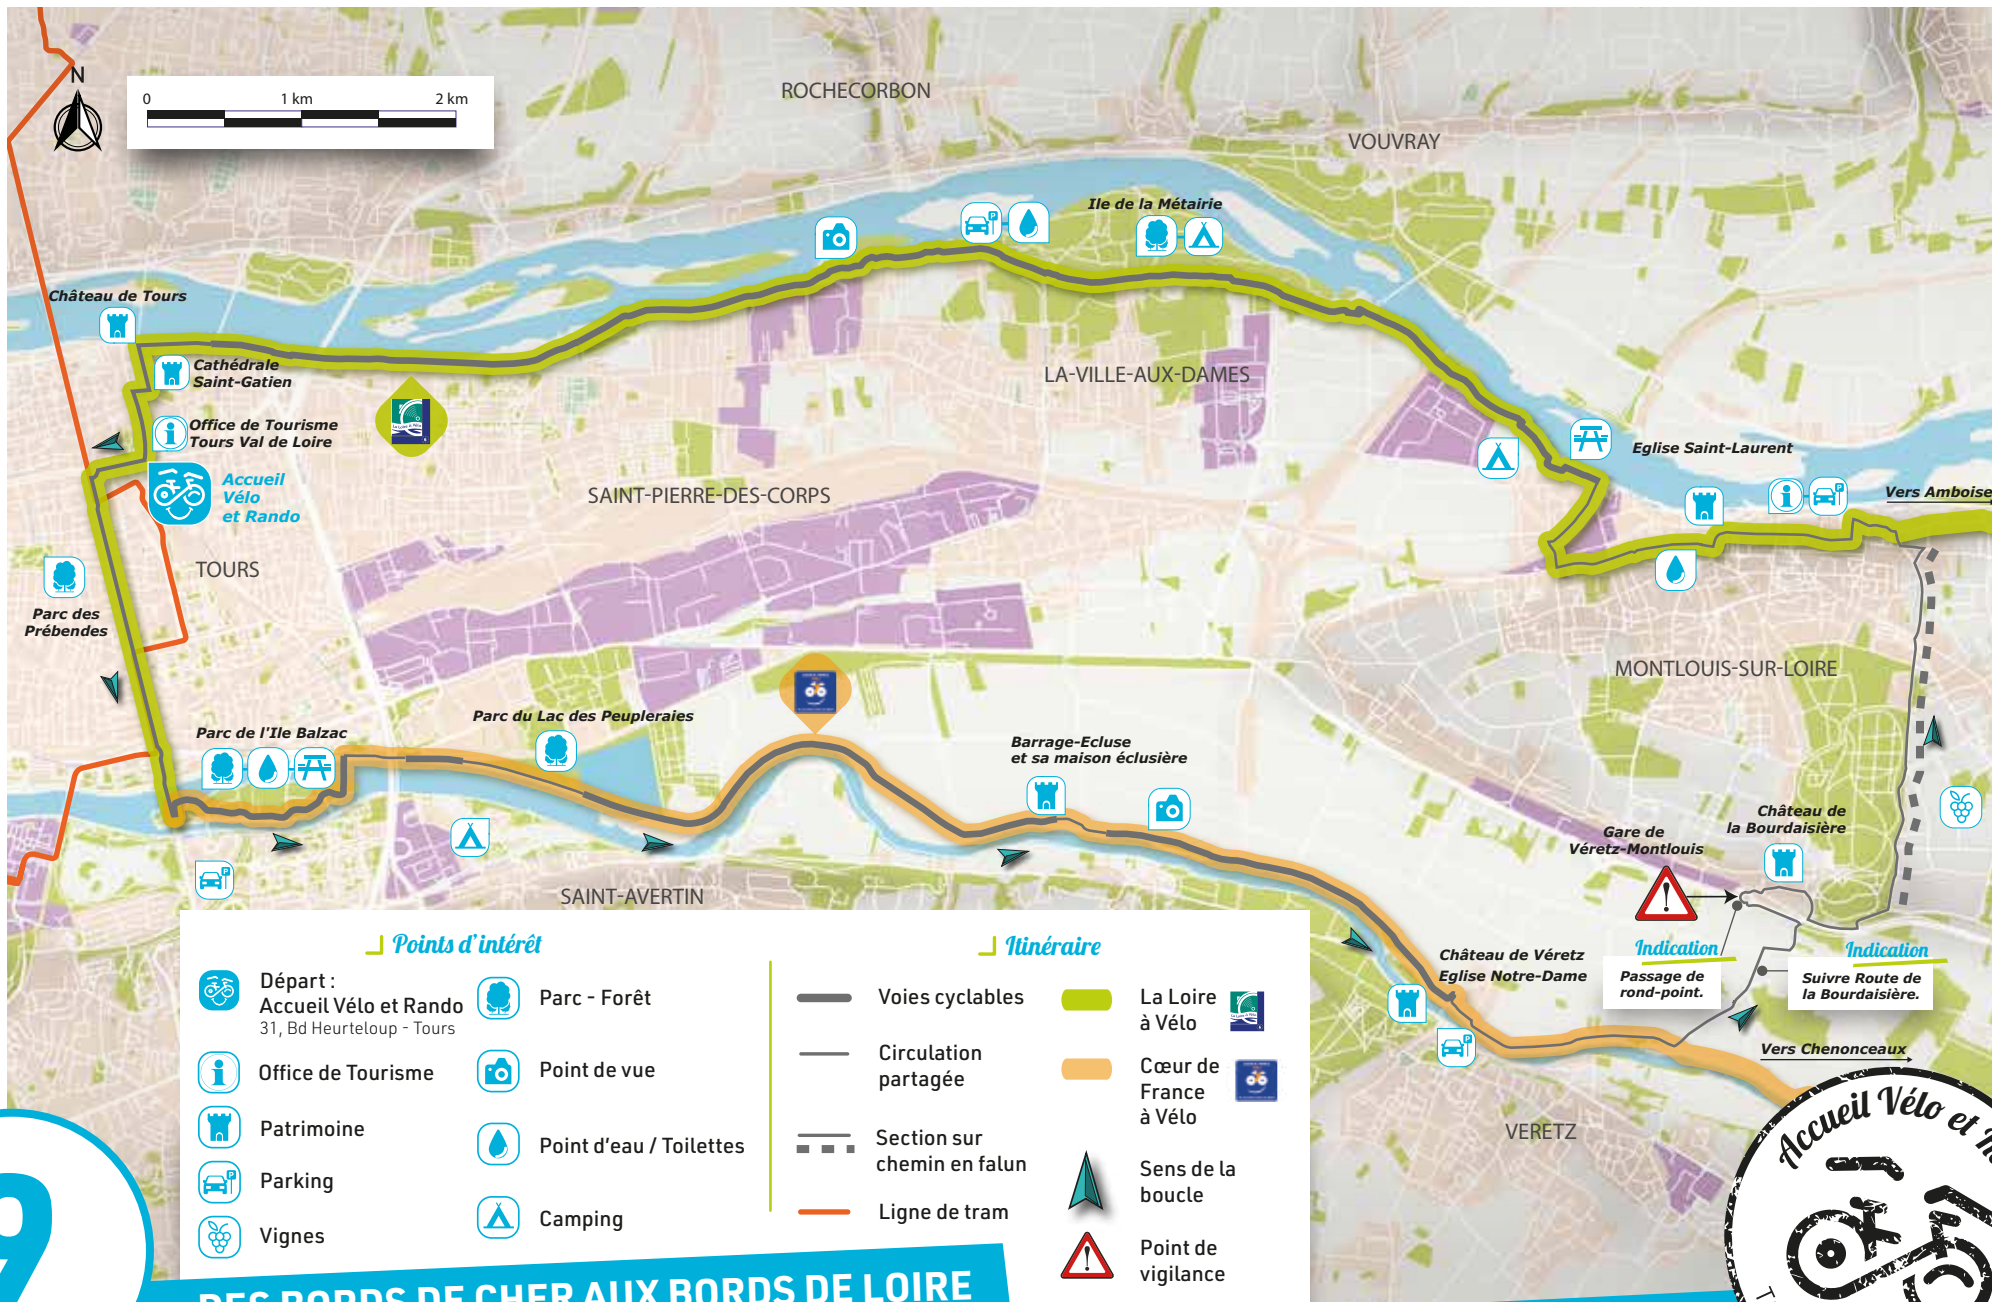 N
0 1 km 2 km
ROCHECORBON
VOUVRAY
Ile de la Métairie
Château de Tours
Cathédrale
Saint-Gatien
Office de Tourisme
Tours Val de Loire
Accueil
Vélo
et Rando
LA-VILLE-AUX-DAMES
SAINT-PIERRE-DES-CORPS
Eglise Saint-Laurent
Vers Amboise
TOURS
Parc des
Prébendes
MONTLOUIS-SUR-LOIRE
Parc de l'Ile Balzac
Parc du Lac des Peupleraies
Barrage-Ecluse
et sa maison éclusière
Château de
la Bourdaisière
Gare de
Véretz-Montlouis
SAINT-AVERTIN
Château de Véretz
Eglise Notre-Dame
Indication
Passage de
rond-point.
Indication
Suivre Route de
la Bourdaisière.
Vers Chenonceaux
VERETZ
Points d'intérêt
Départ :
Accueil Vélo et Rando
31, Bd Heurteloup - Tours
Office de Tourisme
Patrimoine
Parking
Vignes
Parc - Forêt
Point de vue
Point d'eau / Toilettes
Camping
Itinéraire
Voies cyclables
Circulation
partagée
Section sur
chemin en falun
Ligne de tram
La Loire
à Vélo
Cœur de
France
à Vélo
Sens de la
boucle
Point de
vigilance
9
DES BORDS DE CHER AUX BORDS DE LOIRE
Accueil Vélo et